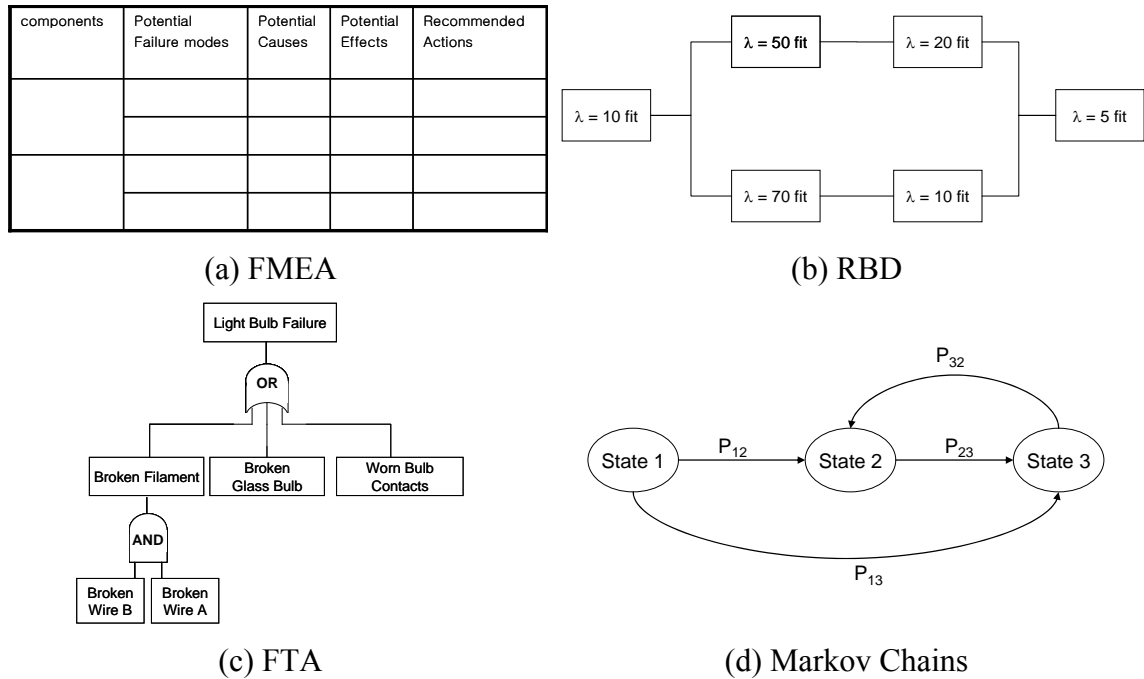 components
Potential
Failure modes
Potential
Causes
Potential
Effects
Recommended
Actions
(a) FMEA
λ = 50 fit
λ = 20 fit
λ = 10 fit
λ = 5 fit
λ = 70 fit
λ = 10 fit
(b) RBD
Light Bulb Failure
OR
Broken Filament
Broken
Glass Bulb
Worn Bulb
Contacts
AND
Broken
Wire B
Broken
Wire A
(c) FTA
P32
State 1
P12
State 2
P23
State 3
P13
(d) Markov Chains